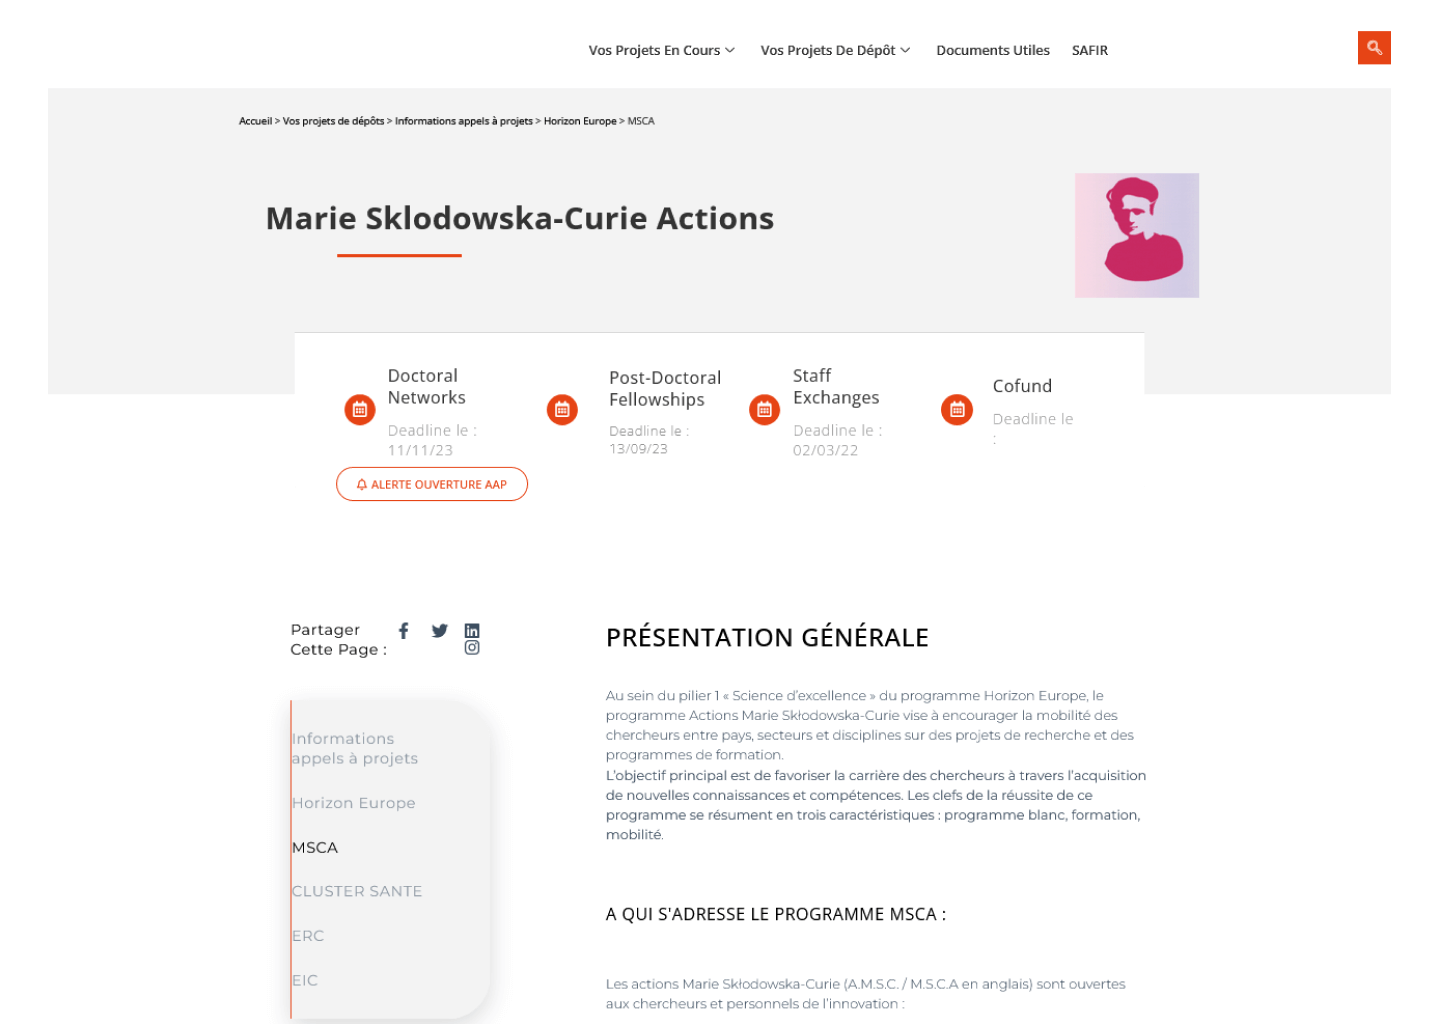 Vos Projets En Cours
Vos Projets De Dépôt
Documents Utiles
SAFIR
Accueil > Vos projets de dépôts > Informations appels à projets > Horizon Europe > MSCA
Marie Sklodowska-Curie Actions
Doctoral
Networks
Deadline le :
11/11/23
Post-Doctoral
Fellowships
Deadline le :
13/09/23
Staff
Exchanges
Deadline le :
02/03/22
Cofund
Deadline le
:
ALERTE OUVERTURE AAP
Partager
Cette Page :
Informations
appels à projets
Horizon Europe
MSCA
CLUSTER SANTE
ERC
EIC
PRÉSENTATION GÉNÉRALE
Au sein du pilier 1 « Science d’excellence » du programme Horizon Europe, le
programme Actions Marie Skłodowska-Curie vise à encourager la mobilité des
chercheurs entre pays, secteurs et disciplines sur des projets de recherche et des
programmes de formation.
L’objectif principal est de favoriser la carrière des chercheurs à travers l’acquisition
de nouvelles connaissances et compétences. Les clefs de la réussite de ce
programme se résument en trois caractéristiques : programme blanc, formation,
mobilité.
A QUI S'ADRESSE LE PROGRAMME MSCA :
Les actions Marie Skłodowska-Curie (A.M.S.C. / M.S.C.A en anglais) sont ouvertes
aux chercheurs et personnels de l’innovation :